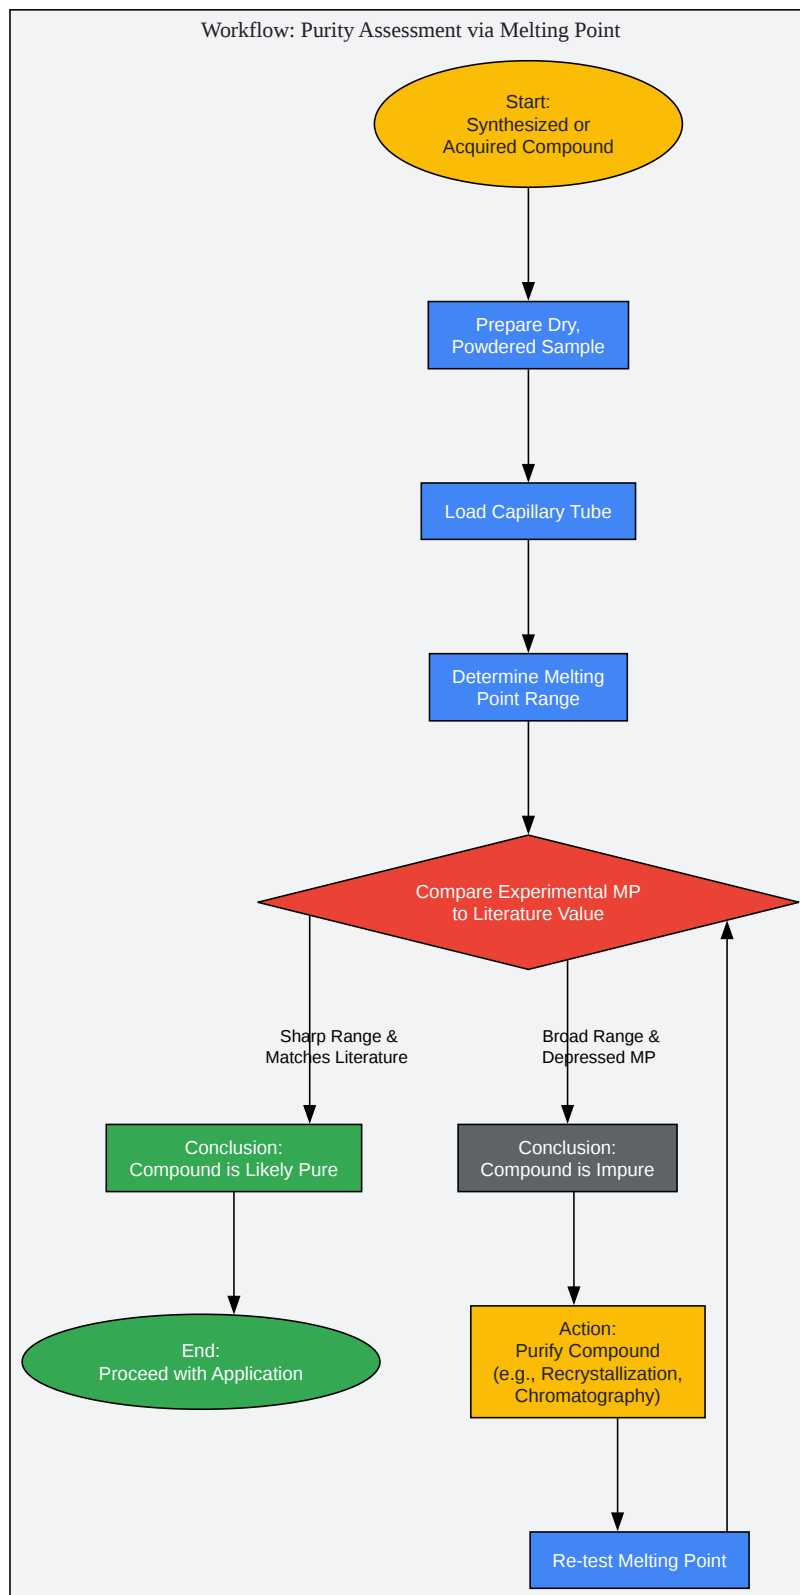 Workflow: Purity Assessment via Melting Point
Start:
Synthesized or
Acquired Compound
Prepare Dry,
Powdered Sample
Load Capillary Tube
Determine Melting
Point Range
Compare Experimental MP
to Literature Value
Sharp Range &
Matches Literature
Broad Range &
Depressed MP
Conclusion:
Compound is Likely Pure
Conclusion:
Compound is Impure
End:
Proceed with Application
Action:
Purify Compound
(e.g., Recrystallization,
Chromatography)
Re-test Melting Point